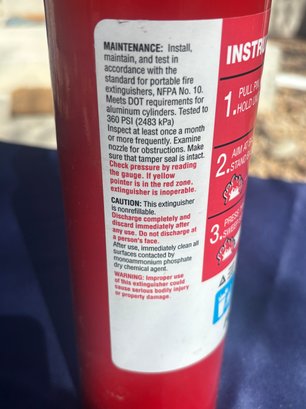 MAINTENANCE: Install,
maintain, and test in
accordance with the
standard for portable fire
extinguishers, NFPA No. 10.
Meets DOT requirements for
aluminum cylinders. Tested to
360 PSI (2483 kPa)
Inspect at least once a month
or more frequently. Examine
nozzle for obstructions. Make
sure that tamper seal is intact.
Check pressure by reading
the gauge. If yellow
pointer is in the red zone,
extinguisher is inoperable.
CAUTION: This extinguisher
is nonrefillable.
Discharge completely and
discard immediately after
any use. Do not discharge at
a person's face.
After use, immediately clean all
surfaces contacted by
monoammonium phosphate
dry chemical agent.
WARNING: Improper use
of this extinguisher could
cause serious bodily injury
or property damage.
1. PULL PIN
HOLD
2. AIM AT
STAND
3.